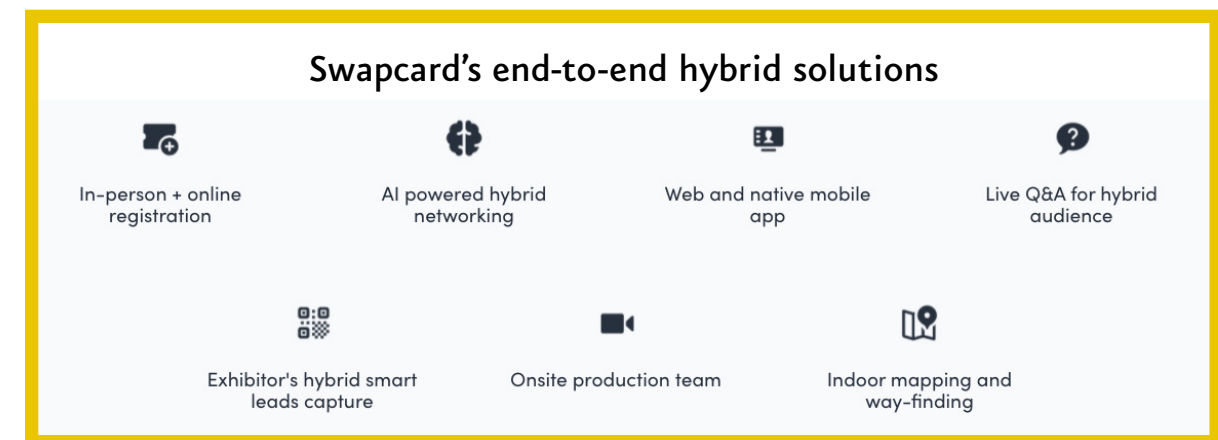 Swapcard’s end-to-end hybrid solutions
In-person + online
registration
AI powered hybrid
networking
Web and native mobile
app
Live Q&A for hybrid
audience
Exhibitor's hybrid smart
leads capture
Onsite production team
Indoor mapping and
way-finding